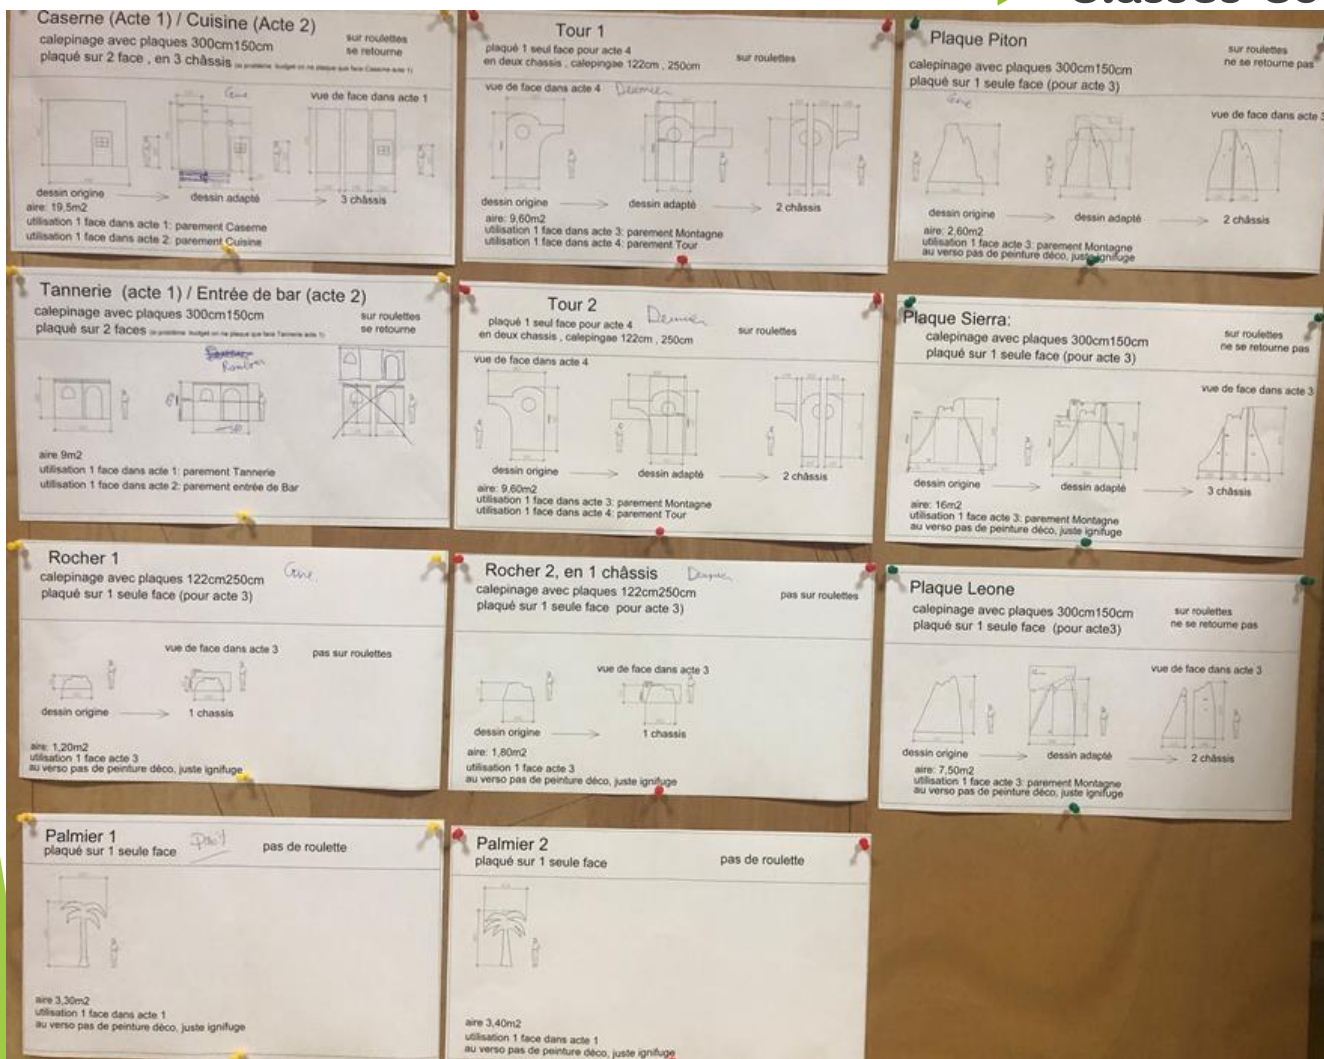 Caserne (Acte 1) / Cuisine (Acte 2)
calepinage avec plaques 300cm150cm
plaqué sur 2 face , en 3 châssis
sur roulettes
se retourne
vue de face dans acte 1
dessin origine
dessin adapté
3 châssis
aire: 19,5m2
utilisation 1 face dans acte 1: parement Caserne
utilisation 1 face dans acte 2: parement Cuisine
Tour 1
plaqué 1 seul face pour acte 4
en deux chassis , calepingae 122cm , 250cm
sur roulettes
vue de face dans acte 4
dessin origine
dessin adapté
2 châssis
aire: 9,60m2
utilisation 1 face dans acte 3: parement Montagne
utilisation 1 face dans acte 4: parement Tour
Plaque Piton
calepinage avec plaques 300cm150cm
plaqué sur 1 seule face (pour acte 3)
sur roulettes
ne se retourne pas
vue de face dans acte 3
dessin origine
dessin adapté
2 châssis
aire: 2,60m2
utilisation 1 face acte 3: parement Montagne
au verso pas de peinture déco, juste ignifuge
Tannerie (acte 1) / Entrée de bar (acte 2)
calepinage avec plaques 300cm150cm
plaqué sur 2 faces
sur roulettes
se retourne
aire 9m2
utilisation 1 face dans acte 1: parement Tannerie
utilisation 1 face dans acte 2: parement entrée de Bar
Tour 2
plaqué 1 seul face pour acte 4
en deux chassis , calepingae 122cm , 250cm
sur roulettes
vue de face dans acte 4
dessin origine
dessin adapté
2 châssis
aire: 9,60m2
utilisation 1 face dans acte 3: parement Montagne
utilisation 1 face dans acte 4: parement Tour
Plaque Sierra:
calepinage avec plaques 300cm150cm
plaqué sur 1 seule face (pour acte 3)
sur roulettes
ne se retourne pas
vue de face dans acte 3
dessin origine
dessin adapté
3 châssis
aire: 16m2
utilisation 1 face acte 3: parement Montagne
au verso pas de peinture déco, juste ignifuge
Rocher 1
calepinage avec plaques 122cm250cm
plaqué sur 1 seule face (pour acte 3)
vue de face dans acte 3
pas sur roulettes
dessin origine
1 chassis
aire: 1,20m2
utilisation 1 face acte 3
au verso pas de peinture déco, juste ignifuge
Rocher 2, en 1 châssis
calepinage avec plaques 122cm250cm
plaqué sur 1 seule face pour acte 3)
pas sur roulettes
vue de face dans acte 3
dessin origine
1 chassis
aire: 1,80m2
utilisation 1 face acte 3
au verso pas de peinture déco, juste ignifuge
Plaque Leone
calepinage avec plaques 300cm150cm
plaqué sur 1 seule face (pour acte3)
sur roulettes
ne se retourne pas
vue de face dans acte 3
dessin origine
dessin adapté
2 châssis
aire: 7,50m2
utilisation 1 face acte 3: parement Montagne
au verso pas de peinture déco, juste ignifuge
Palmier 1
plaqué sur 1 seule face
pas de roulette
aire 3,30m2
utilisation 1 face dans acte 1
au verso pas de peinture déco, juste ignifuge
Palmier 2
plaqué sur 1 seule face
pas de roulette
aire 3,40m2
utilisation 1 face dans acte 1
au verso pas de peinture déco, juste ignifuge